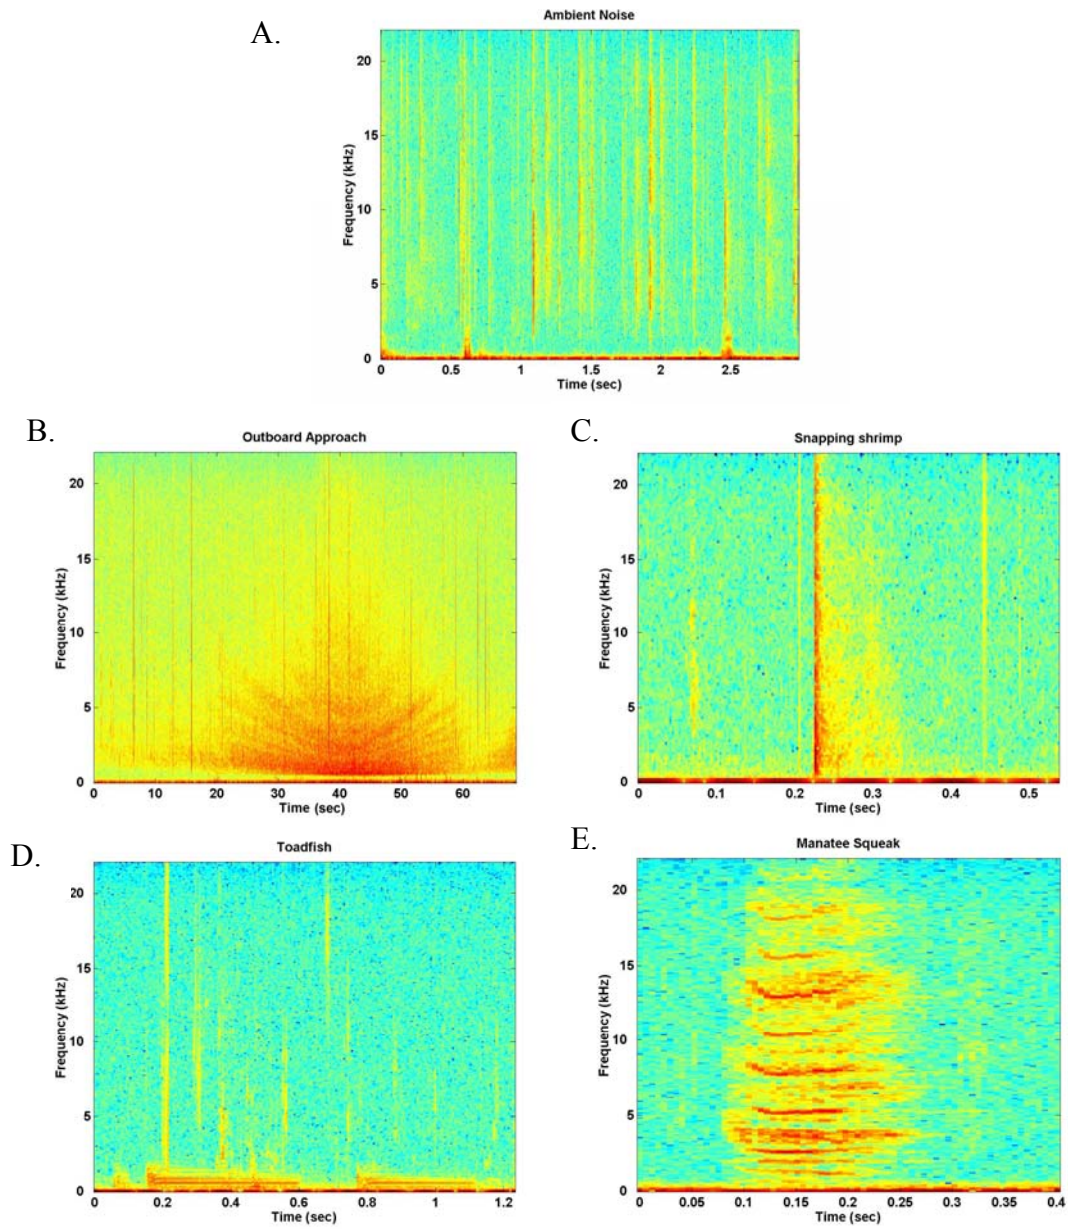 A.
Ambient Noise
Frequency (kHz)
20
15
10
5
0
0 0.5 1 1.5 2 2.5
Time (sec)
B.
Outboard Approach
Frequency (kHz)
20
15
10
5
0
0 10 20 30 40 50 60
Time (sec)
C.
Snapping shrimp
Frequency (kHz)
20
15
10
5
0
0 0.1 0.2 0.3 0.4 0.5
Time (sec)
D.
Toadfish
Frequency (kHz)
20
15
10
5
0
0 0.2 0.4 0.6 0.8 1.0 1.2
Time (sec)
E.
Manatee Squeak
Frequency (kHz)
20
15
10
5
0
0 0.05 0.1 0.15 0.2 0.25 0.3 0.35 0.4
Time (sec)